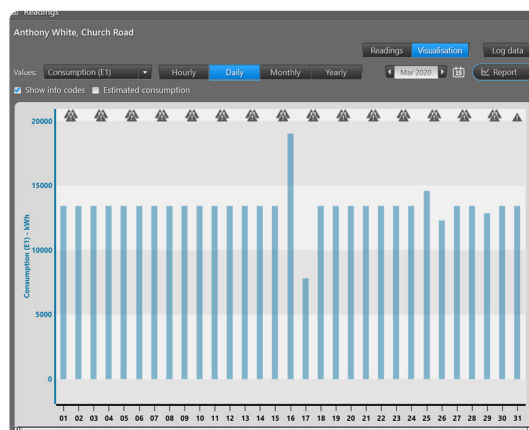 Readings
Anthony White, Church Road
Readings Visualisation Log data
Values: Consumption (E1) Hourly Daily Monthly Yearly Mar 2020 Report
Show info codes Estimated consumption
20000
15000
10000
5000
0
Consumption (E1) - kWh
01 02 03 04 05 06 07 08 09 10 11 12 13 14 15 16 17 18 19 20 21 22 23 24 25 26 27 28 29 30 31